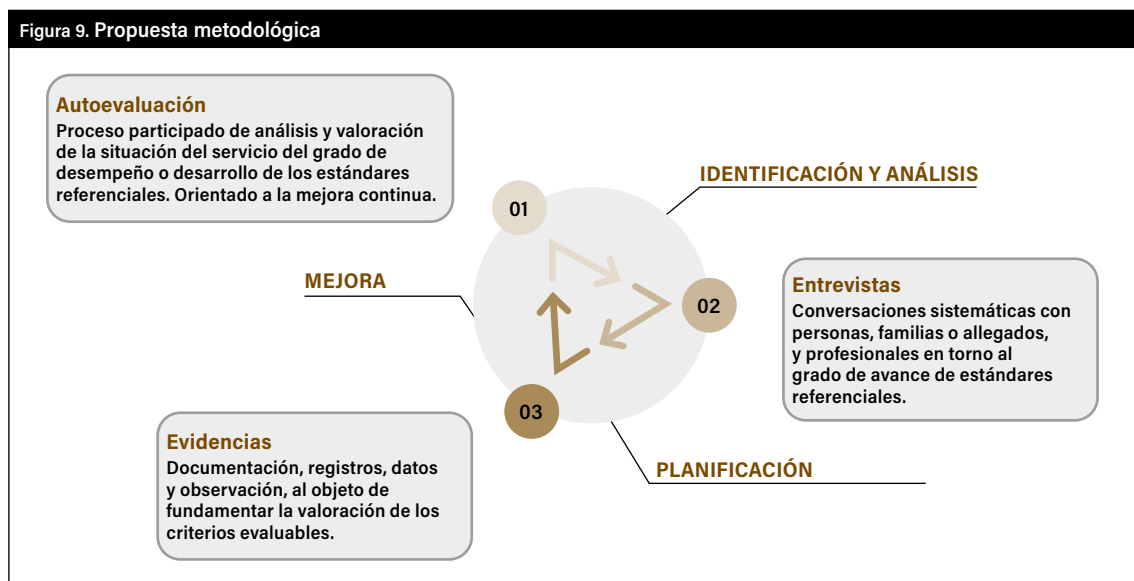 Figura 9. Propuesta metodológica
Autoevaluación
Proceso participado de análisis y valoración
de la situación del servicio del grado de
desempeño o desarrollo de los estándares
referenciales. Orientado a la mejora continua.
IDENTIFICACIÓN Y ANÁLISIS
01
MEJORA
02
Entrevistas
Conversaciones sistemáticas con
personas, familias o allegados,
y profesionales en torno al
grado de avance de estándares
referenciales.
03
Evidencias
Documentación, registros, datos
y observación, al objeto de
fundamentar la valoración de los
criterios evaluables.
PLANIFICACIÓN